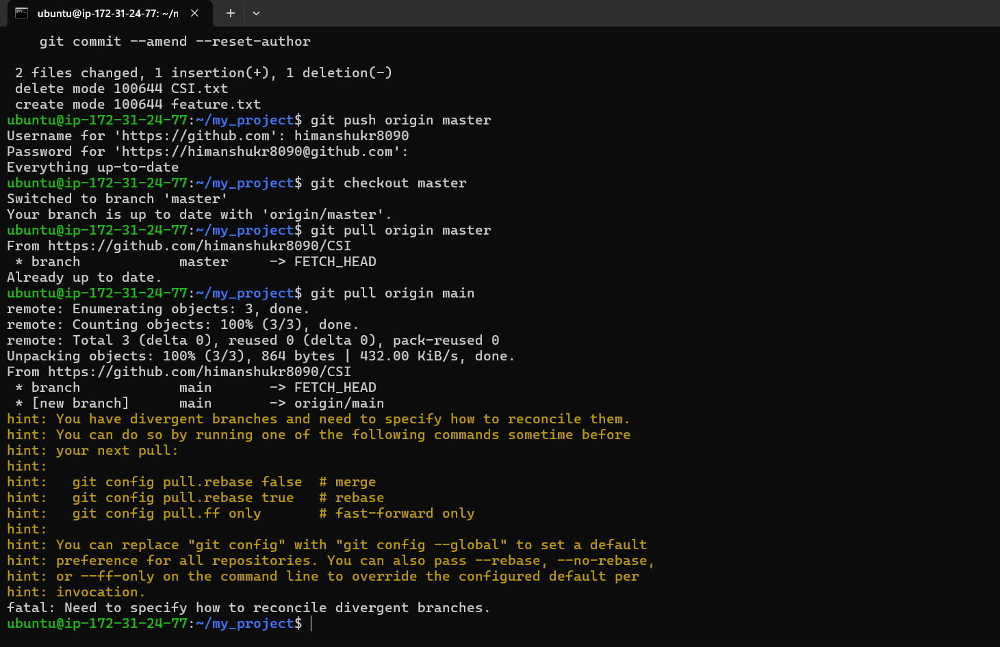 ubuntu@ip-172-31-24-77: ~/n
git commit --amend --reset-author
2 files changed, 1 insertion(+), 1 deletion(-)
delete mode 100644 CSI.txt
create mode 100644 feature.txt
ubuntu@ip-172-31-24-77:~/my_project$ git push origin master
Username for 'https://github.com': himanshukr8090
Password for 'https://himanshukr8090@github.com':
Everything up-to-date
ubuntu@ip-172-31-24-77:~/my_project$ git checkout master
Switched to branch 'master'
Your branch is up to date with 'origin/master'.
ubuntu@ip-172-31-24-77:~/my_project$ git pull origin master
From https://github.com/himanshukr8090/CSI
 * branch            master     -> FETCH_HEAD
Already up to date.
ubuntu@ip-172-31-24-77:~/my_project$ git pull origin main
remote: Enumerating objects: 3, done.
remote: Counting objects: 100% (3/3), done.
remote: Total 3 (delta 0), reused 0 (delta 0), pack-reused 0
Unpacking objects: 100% (3/3), 864 bytes | 432.00 KiB/s, done.
From https://github.com/himanshukr8090/CSI
 * branch            main       -> FETCH_HEAD
 * [new branch]      main       -> origin/main
hint: You have divergent branches and need to specify how to reconcile them.
hint: You can do so by running one of the following commands sometime before
hint: your next pull:
hint:
hint:   git config pull.rebase false  # merge
hint:   git config pull.rebase true   # rebase
hint:   git config pull.ff only       # fast-forward only
hint:
hint: You can replace "git config" with "git config --global" to set a default
hint: preference for all repositories. You can also pass --rebase, --no-rebase,
hint: or --ff-only on the command line to override the configured default per
hint: invocation.
fatal: Need to specify how to reconcile divergent branches.
ubuntu@ip-172-31-24-77:~/my_project$